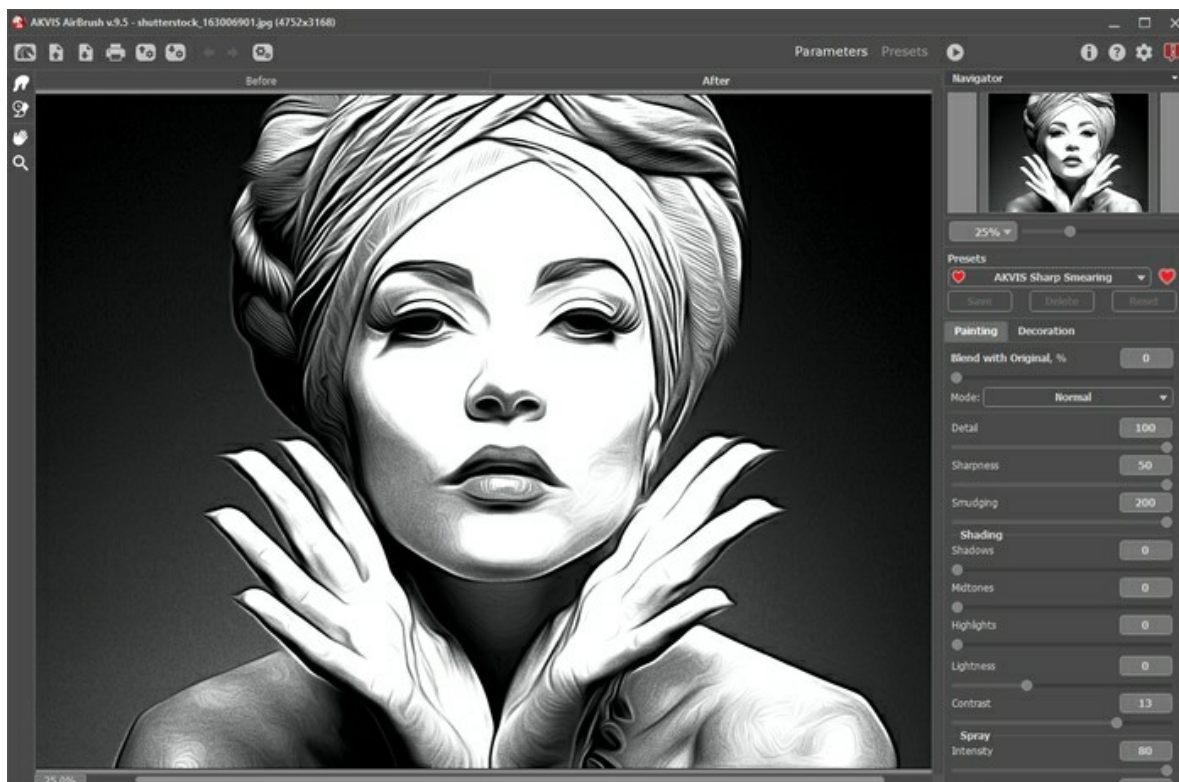 AKVIS AirBrush v.9.5 - shutterstock_163006901.jpg (4752x3168)
Parameters Presets
Before After
Navigator
25%
Presets
AKVIS Sharp Smearing
Save Delete Reset
Painting Decoration
Blend with Original, % 0
Mode: Normal
Detail 100
Sharpness 50
Smudging 200
Shading
Shadows 0
Midtones 0
Highlights 0
Lightness 0
Contrast 13
Spray
Intensity 80
25.0%